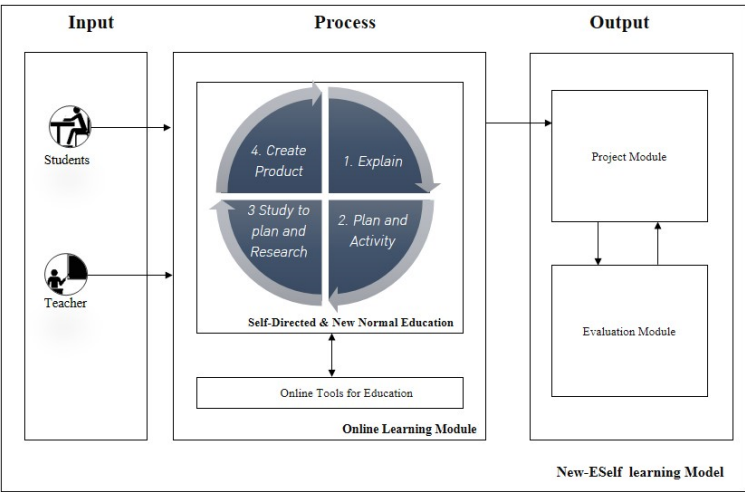 Input
Process
Output
Students
Teacher
4. Create
Product
1. Explain
3 Study to
plan and
Research
2. Plan and
Activity
Self-Directed & New Normal Education
Online Tools for Education
Online Learning Module
Project Module
Evaluation Module
New-ESelf learning Model